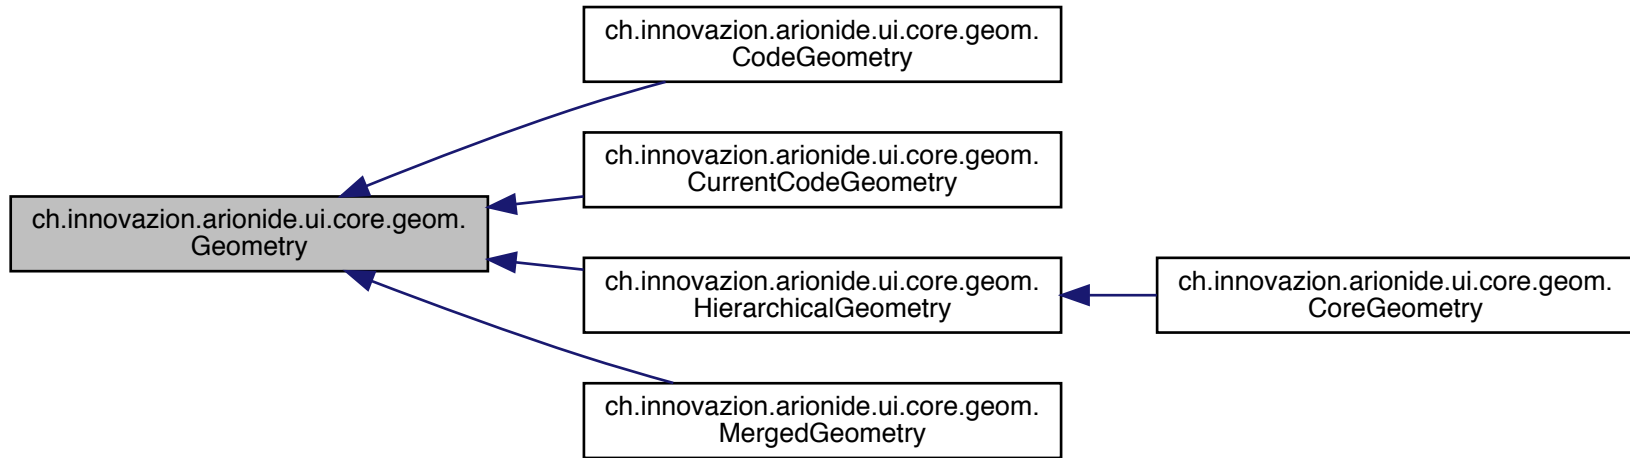 ch.innovazion.arionide.ui.core.geom.
CodeGeometry
ch.innovazion.arionide.ui.core.geom.
CurrentCodeGeometry
ch.innovazion.arionide.ui.core.geom.
Geometry
ch.innovazion.arionide.ui.core.geom.
HierarchicalGeometry
ch.innovazion.arionide.ui.core.geom.
CoreGeometry
ch.innovazion.arionide.ui.core.geom.
MergedGeometry